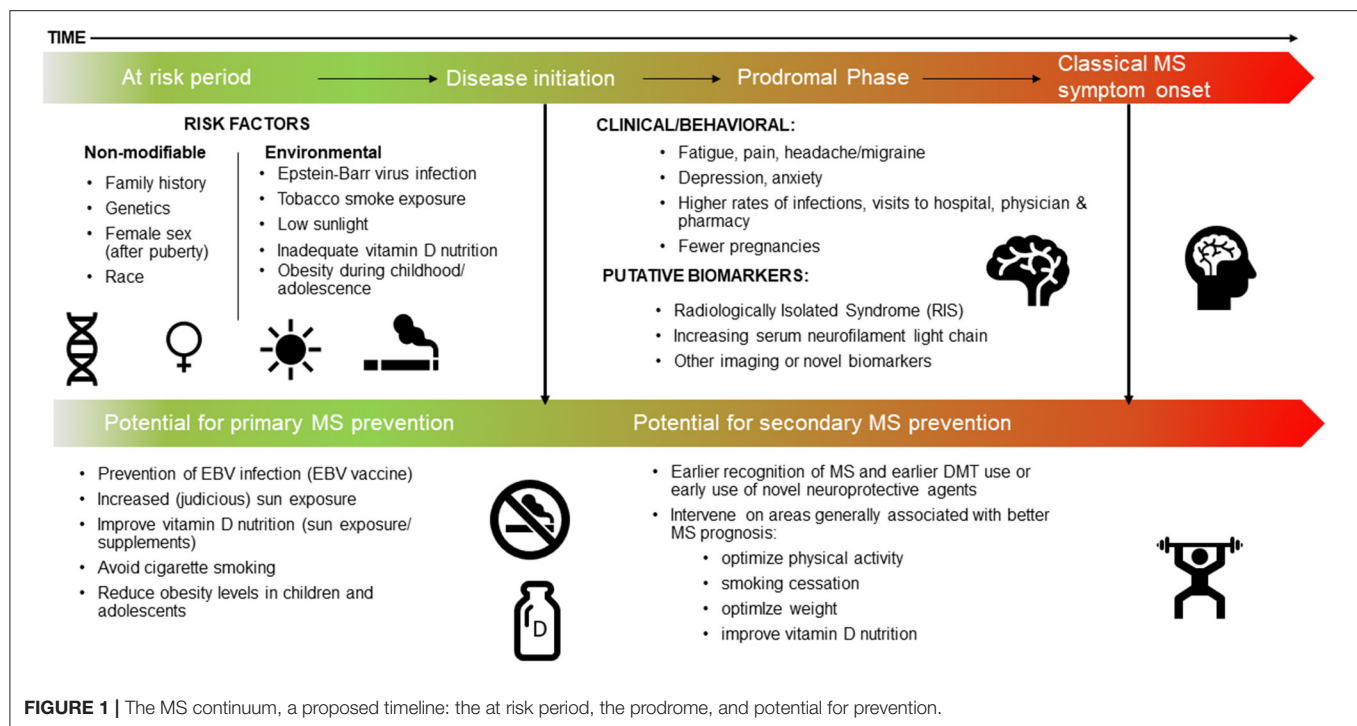 TIME
At risk period
Disease initiation
Prodromal Phase
Classical MS
symptom onset
RISK FACTORS
Non-modifiable
• Family history
• Genetics
• Female sex
(after puberty)
• Race
Environmental
• Epstein-Barr virus infection
• Tobacco smoke exposure
• Low sunlight
• Inadequate vitamin D nutrition
• Obesity during childhood/
adolescence
CLINICAL/BEHAVIORAL:
• Fatigue, pain, headache/migraine
• Depression, anxiety
• Higher rates of infections, visits to hospital, physician &
pharmacy
• Fewer pregnancies
PUTATIVE BIOMARKERS:
• Radiologically Isolated Syndrome (RIS)
• Increasing serum neurofilament light chain
• Other imaging or novel biomarkers
Potential for primary MS prevention
Potential for secondary MS prevention
• Prevention of EBV infection (EBV vaccine)
• Increased (judicious) sun exposure
• Improve vitamin D nutrition (sun exposure/
supplements)
• Avoid cigarette smoking
• Reduce obesity levels in children and
adolescents
D
• Earlier recognition of MS and earlier DMT use or
early use of novel neuroprotective agents
• Intervene on areas generally associated with better
MS prognosis:
• optimize physical activity
• smoking cessation
• optimIze weight
• improve vitamin D nutrition
FIGURE 1 | The MS continuum, a proposed timeline: the at risk period, the prodrome, and potential for prevention.